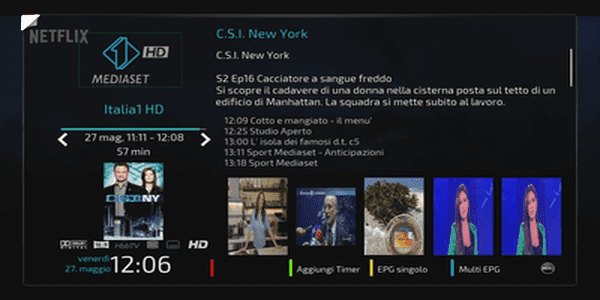 NETFLIX
1 HD
MEDIASET
Italia1 HD
27 mag, 11:11 - 12:08
57 min
CSI:NY
HD
venerdì
27. maggio
12:06
C.S.I. New York
C.S.I. New York
S2 Ep16 Cacciatore a sangue freddo
Si scopre il cadavere di una donna nella cisterna posta sul tetto di un
edificio di Manhattan. La squadra si mette subito al lavoro.
12:09 Cotto e mangiato - il menu'
12:25 Studio Aperto
13:00 L' isola dei famosi d.t. c5
13:11 Sport Mediaset - Anticipazioni
13:18 Sport Mediaset
Aggiungi Timer
EPG singolo
Multi EPG